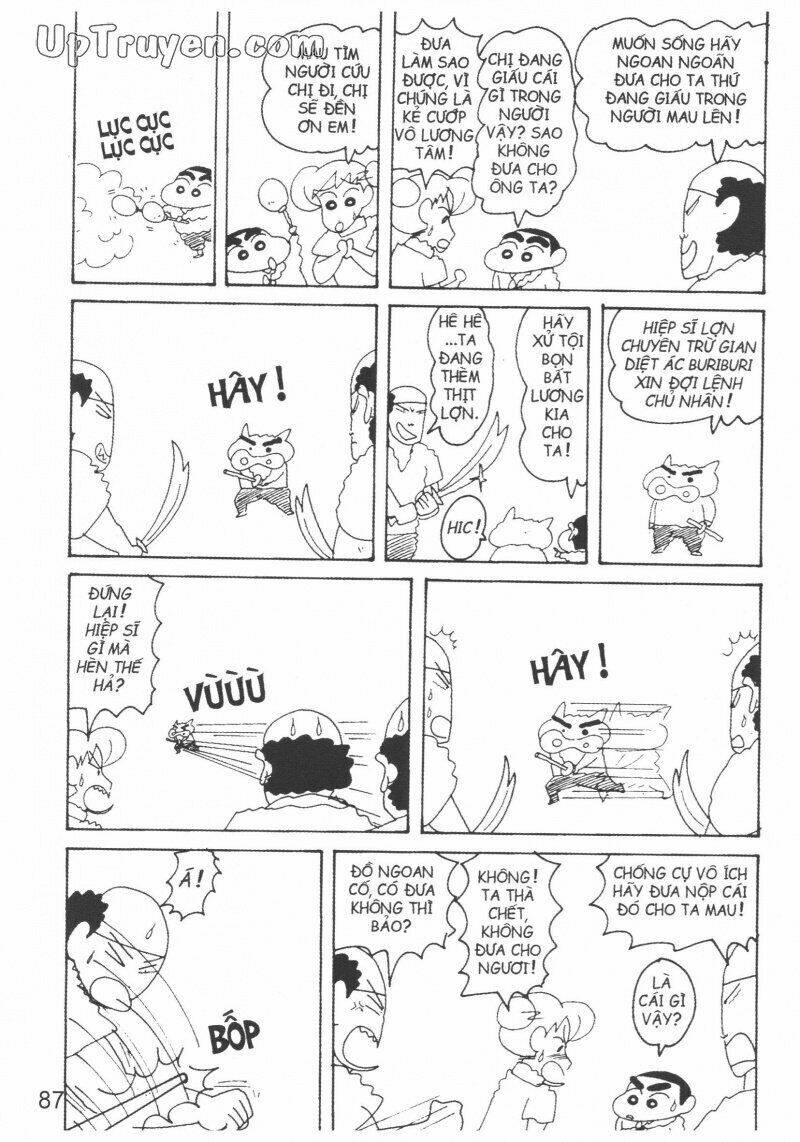 UpTruyen.com
MUỐN SỐNG HÃY
NGOAN NGOÃN
ĐƯA CHO TA THỨ
ĐANG GIẤU TRONG
NGƯỜI MAU LÊN!
CHỊ ĐANG
GIẤU CÁI
GÌ TRONG
NGƯỜI
VẬY? SAO
KHÔNG
ĐƯA CHO
ÔNG TA?
ĐƯA
LÀM SAO
ĐƯỢC, VÌ
CHÚNG LÀ
KẺ CƯỚP
VÔ LƯƠNG
TÂM!
MAU TÌM
NGƯỜI CỨU
CHỊ ĐI, CHỊ
SẼ ĐỀN
ƠN EM!
LỤC CỤC
LỤC CỤC
HIỆP SĨ LỢN
CHUYÊN TRỪ GIAN
DIỆT ÁC BURIBURI
XIN ĐỢI LỆNH
CHỦ NHÂN!
HÃY
XỬ TỘI
BỌN
BẤT
LƯƠNG
KIA
CHO
TA!
HÊ HÊ
...TA
ĐANG
THÈM
THỊT
LỢN.
HIC!
HÂY!
HÂY!
VÙÙÙ
ĐỨNG
LẠI!
HIỆP SĨ
GÌ MÀ
HÈN THẾ
HẢ?
CHỐNG CỰ VÔ ÍCH
HÃY ĐƯA NỘP CÁI
ĐÓ CHO TA MAU!
LÀ
CÁI GÌ
VẬY?
KHÔNG!
TA THÀ
CHẾT,
KHÔNG
ĐƯA CHO
NGƯƠI!
ĐỒ NGOAN
CỐ, CÓ ĐƯA
KHÔNG THÌ
BẢO?
Á!
BỐP
87